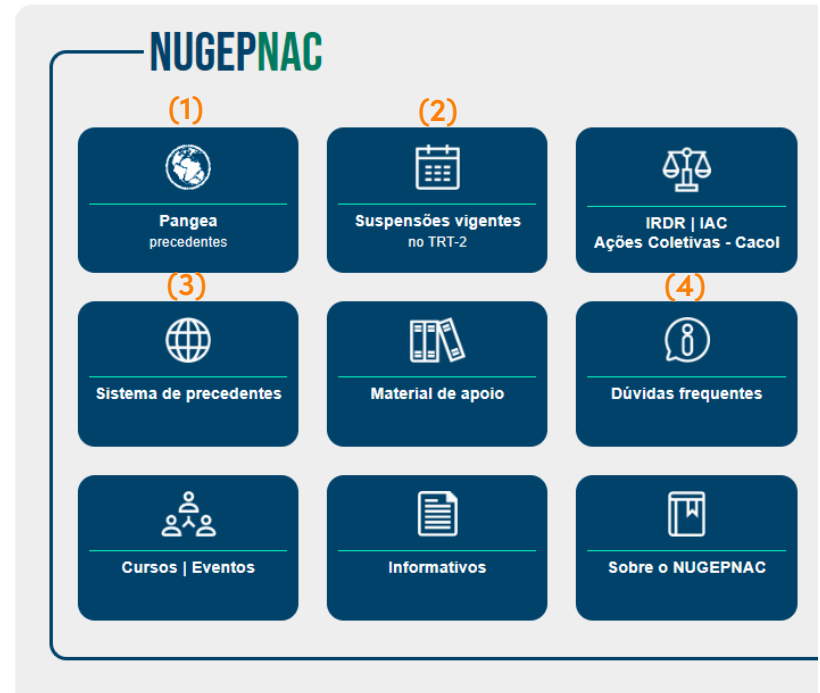 NUGEPNAC
(1)
(2)
Pangea
precedentes
Suspensões vigentes
no TRT-2
IRDR | IAC
Ações Coletivas - Cacol
(3)
(4)
Sistema de precedentes
Material de apoio
Dúvidas frequentes
Cursos | Eventos
Informativos
Sobre o NUGEPNAC